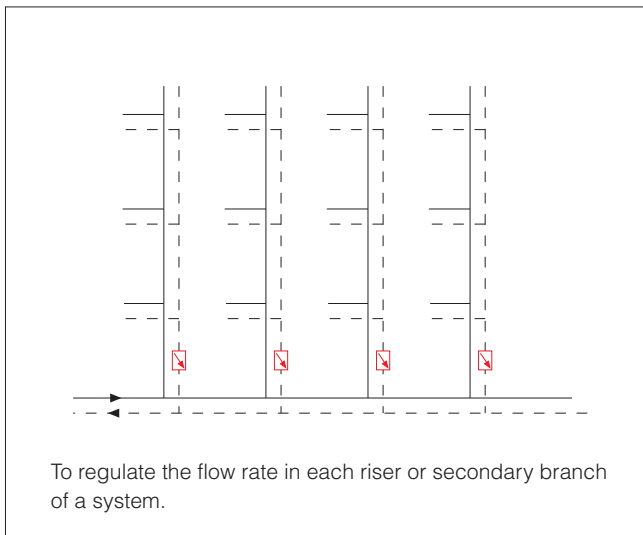 To regulate the flow rate in each riser or secondary branch
of a system.